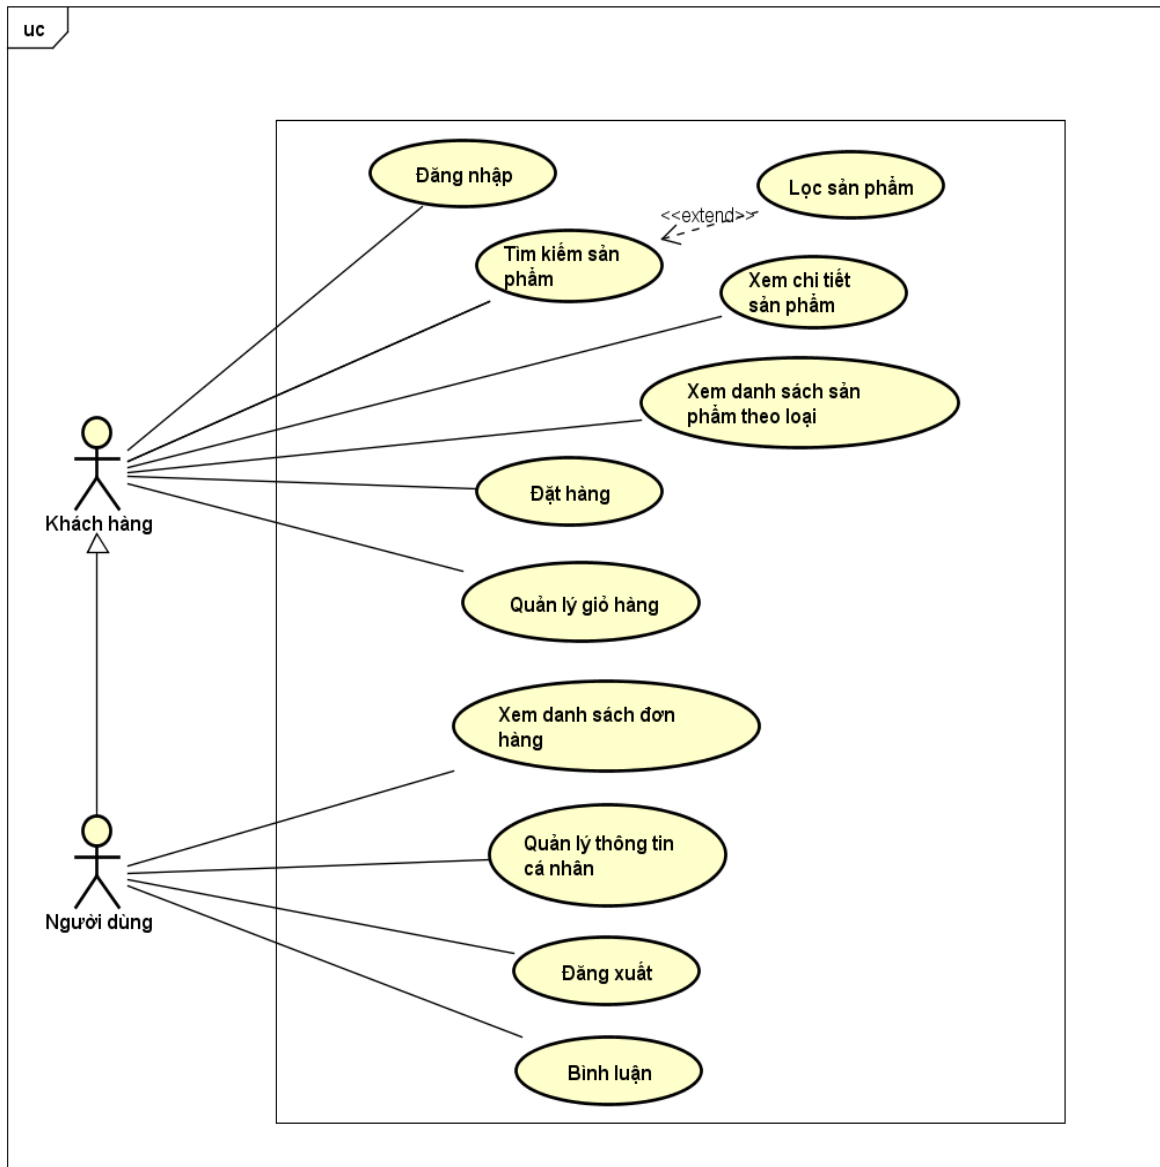 uc
Đăng nhập
Lọc sản phẩm
<<extend>>
Tìm kiếm sản
phẩm
Xem chi tiết
sản phẩm
Xem danh sách sản
phẩm theo loại
Đặt hàng
Khách hàng
Quản lý giỏ hàng
Xem danh sách đơn
hàng
Quản lý thông tin
cá nhân
Người dùng
Đăng xuất
Bình luận